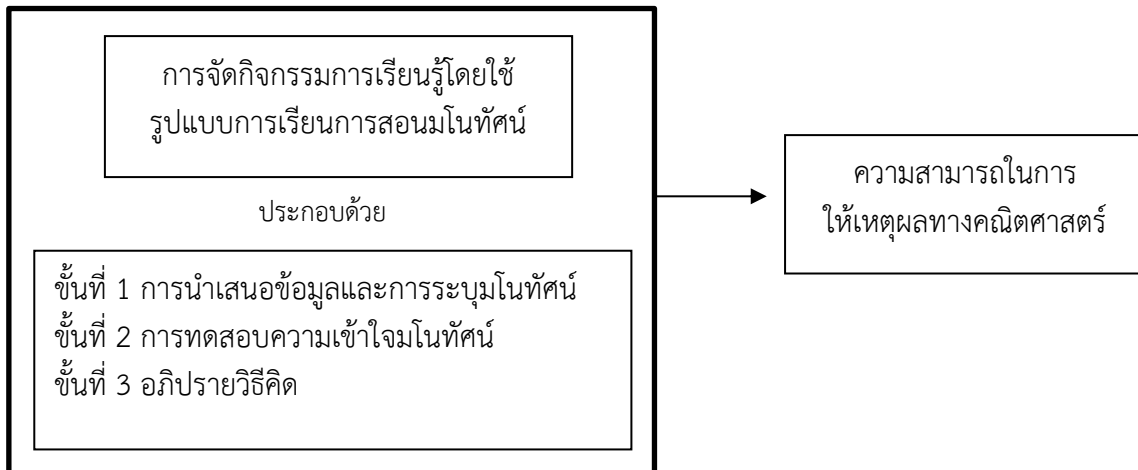 การจัดกิจกรรมการเรียนรู้โดยใช้
รูปแบบการเรียนการสอนมโนทัศน์
ประกอบด้วย
ขั้นที่ 1 การนำเสนอข้อมูลและการระบุมโนทัศน์
ขั้นที่ 2 การทดสอบความเข้าใจมโนทัศน์
ขั้นที่ 3 อภิปรายวิธีคิด
ความสามารถในการ
ให้เหตุผลทางคณิตศาสตร์